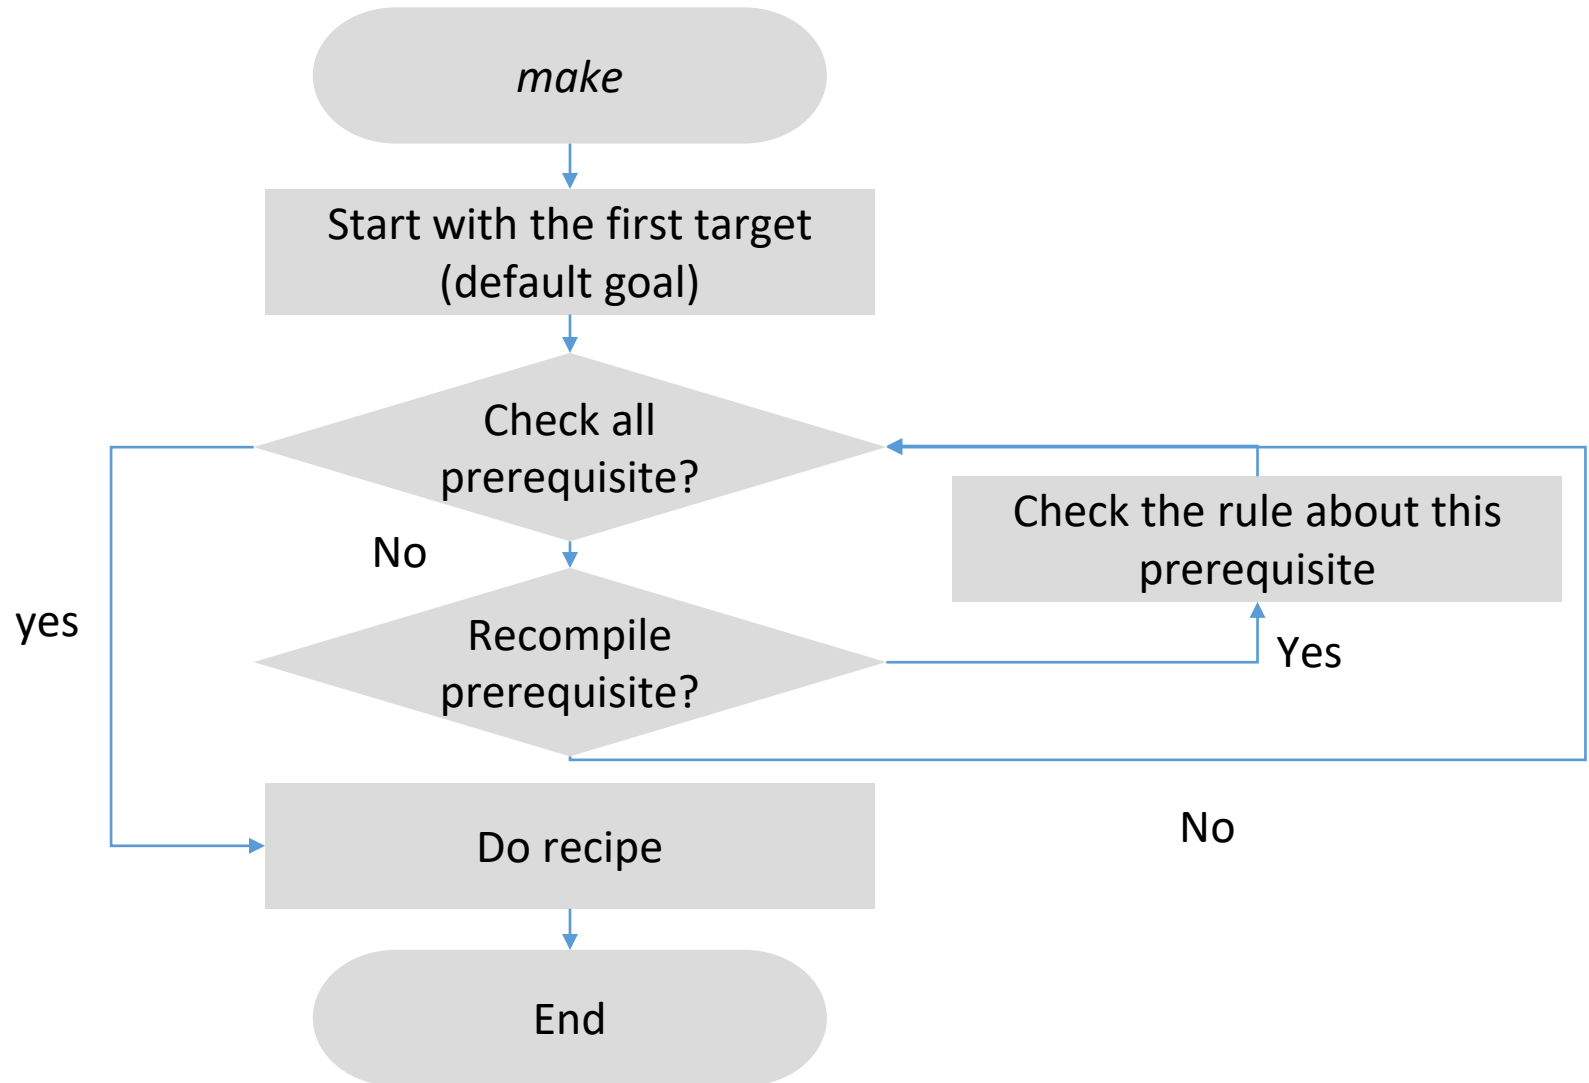 make
Start with the first target
(default goal)
Check all
prerequisite?
Check the rule about this
prerequisite
No
yes
Recompile
prerequisite?
Yes
Do recipe
No
End